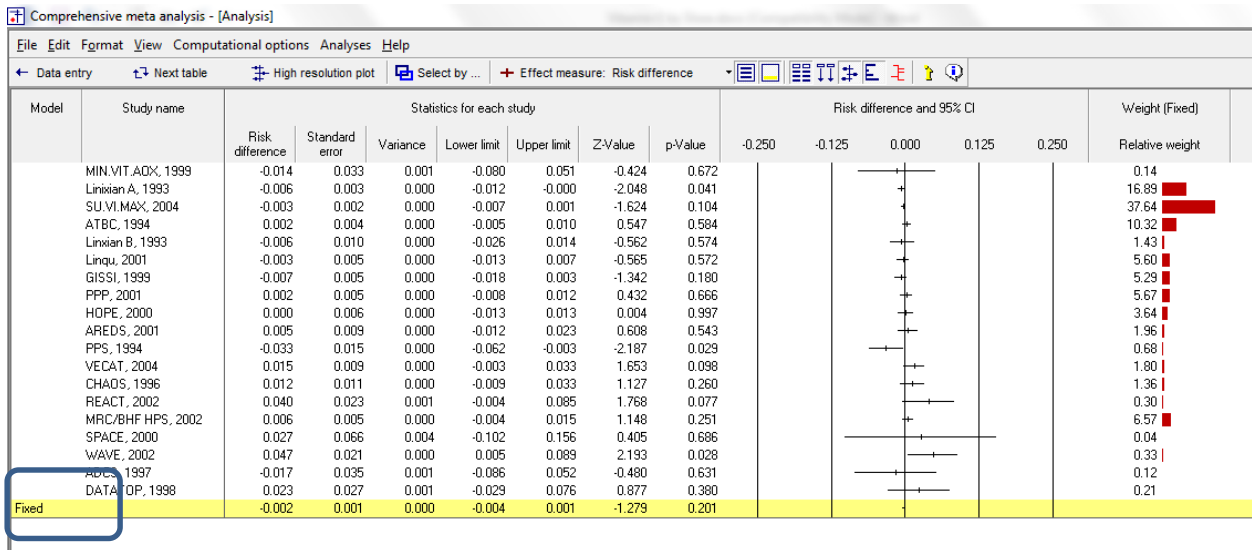 Comprehensive meta analysis - [Analysis]
File Edit Format View Computational options Analyses Help
← Data entry Next table High resolution plot Select by ... + Effect measure: Risk difference
Model Study name Statistics for each study Risk difference and 95% CI Weight (Fixed)
Risk difference Standard error Variance Lower limit Upper limit Z-Value p-Value -0.250 -0.125 0.000 0.125 0.250 Relative weight
MIN.VIT.AOX, 1999 -0.014 0.033 0.001 -0.080 0.051 -0.424 0.672 0.14
Linixian A, 1993 -0.006 0.003 0.000 -0.012 -0.000 -2.048 0.041 16.89
SU.VI.MAX, 2004 -0.003 0.002 0.000 -0.007 0.001 -1.624 0.104 37.64
ATBC, 1994 0.002 0.004 0.000 -0.005 0.010 0.547 0.584 10.32
Linxian B, 1993 -0.006 0.010 0.000 -0.026 0.014 -0.562 0.574 1.43
Linqu, 2001 -0.003 0.005 0.000 -0.013 0.007 -0.565 0.572 5.60
GISSI, 1999 -0.007 0.005 0.000 -0.018 0.003 -1.342 0.180 5.29
PPP, 2001 0.002 0.005 0.000 -0.008 0.012 0.432 0.666 5.67
HOPE, 2000 0.000 0.006 0.000 -0.013 0.013 0.004 0.997 3.64
AREDS, 2001 0.005 0.009 0.000 -0.012 0.023 0.608 0.543 1.96
PPS, 1994 -0.033 0.015 0.000 -0.062 -0.003 -2.187 0.029 0.68
VECAT, 2004 0.015 0.009 0.000 -0.003 0.033 1.653 0.098 1.80
CHAOS, 1996 0.012 0.011 0.000 -0.009 0.033 1.127 0.260 1.36
REACT, 2002 0.040 0.023 0.001 -0.004 0.085 1.768 0.077 0.30
MRC/BHF HPS, 2002 0.006 0.005 0.000 -0.004 0.015 1.148 0.251 6.57
SPACE, 2000 0.027 0.066 0.004 -0.102 0.156 0.405 0.686 0.04
WAVE, 2002 0.047 0.021 0.000 0.005 0.089 2.193 0.028 0.33
ADCS, 1997 -0.017 0.035 0.001 -0.086 0.052 -0.480 0.631 0.12
DATATOP, 1998 0.023 0.027 0.001 -0.029 0.076 0.877 0.380 0.21
Fixed -0.002 0.001 0.000 -0.004 0.001 -1.279 0.201